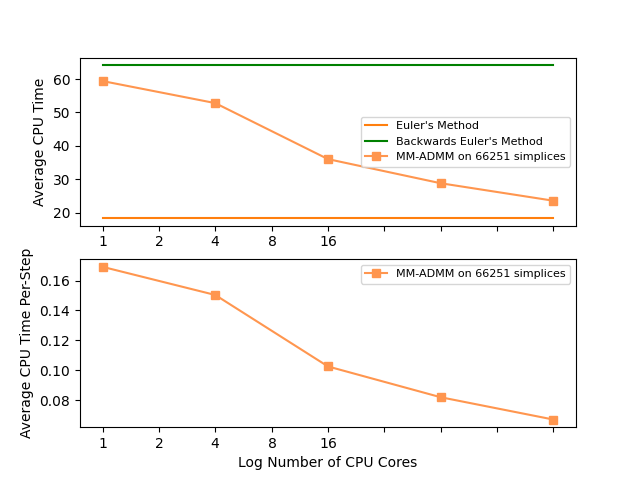 Average CPU Time
60
50
40
30
20
Euler's Method
Backwards Euler's Method
MM-ADMM on 66251 simplices
1 2 4 8 16
Average CPU Time Per-Step
0.16
0.14
0.12
0.10
0.08
MM-ADMM on 66251 simplices
1 2 4 8 16
Log Number of CPU Cores